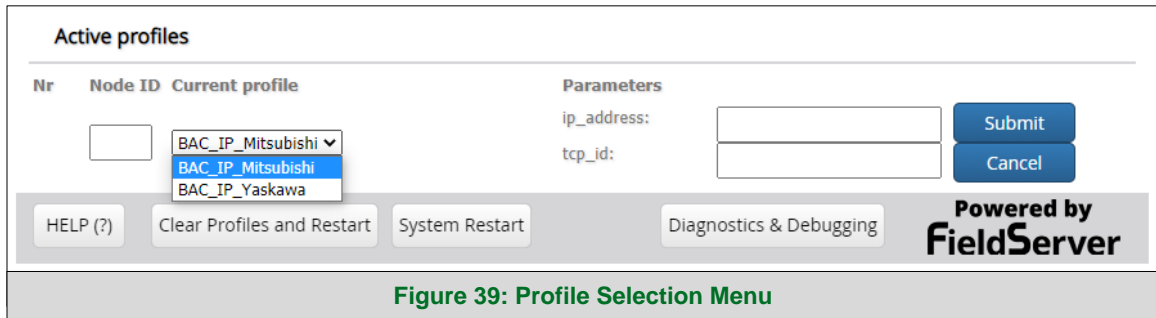 Active profiles
Nr Node ID Current profile Parameters
ip_address: Submit
BAC_IP_Mitsubishi
tcp_id: Cancel
BAC_IP_Mitsubishi
BAC_IP_Yaskawa
HELP (?) Clear Profiles and Restart System Restart Diagnostics & Debugging Powered by
FieldServer
Figure 39: Profile Selection Menu